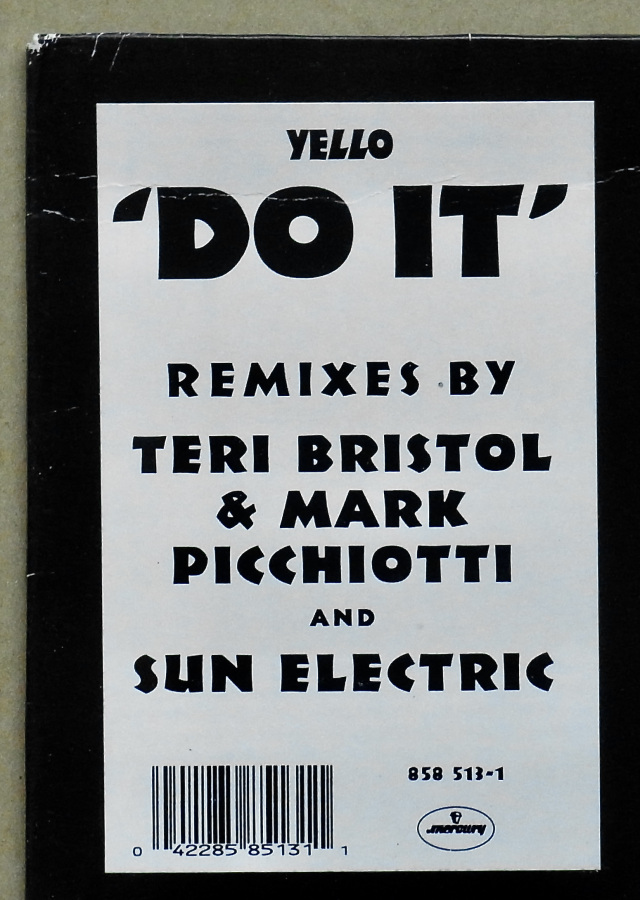 YELLO
'DO IT'
REMIXES BY
TERI BRISTOL
& MARK
PICCHIOTTI
AND
SUN ELECTRIC
858 513-1
mercury
0 42285 85131 1